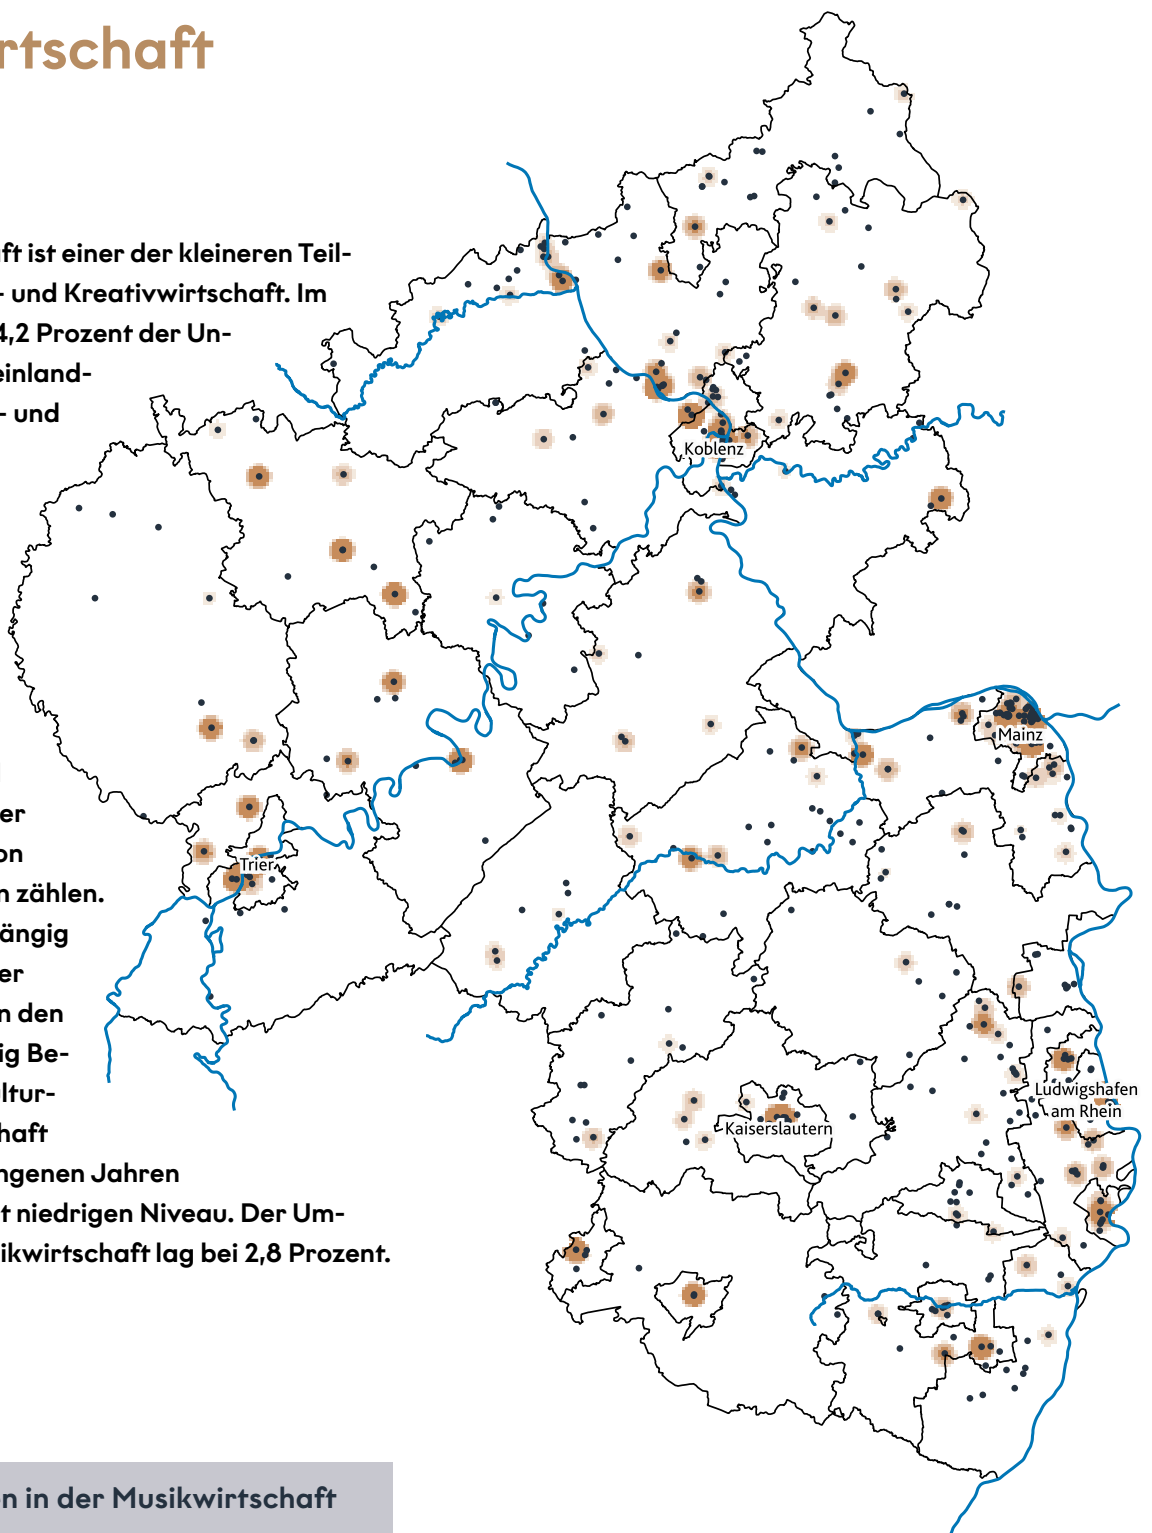 rtschaft
ft ist einer der kleineren Teil-
- und Kreativwirtschaft. Im
4,2 Prozent der Un-
einland-
- und
er
on
n zählen.
ängig
er
n den
ig Be-
ltur-
haft
ngenen Jahren
t niedrigen Niveau. Der Um-
ikwirtschaft lag bei 2,8 Prozent.
n in der Musikwirtschaft
Koblenz
Mainz
Trier
Ludwigshafen
am Rhein
Kaiserslautern